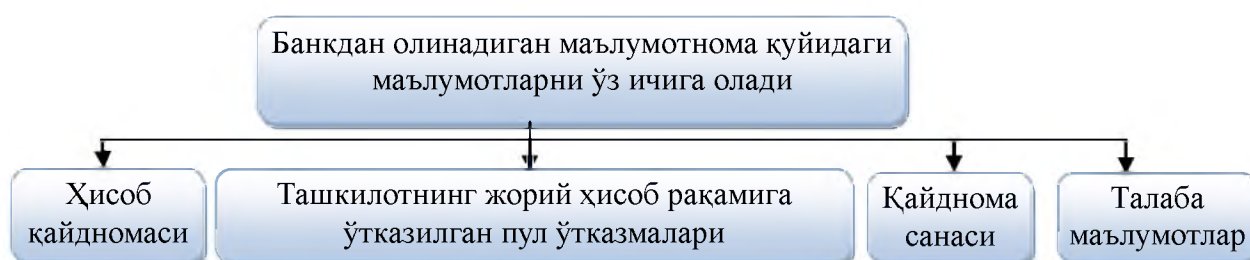 Банкдан олинадиган маълумотнома қуйидаги
маълумотларни ўз ичига олади
Ҳисоб
қайдномаси
Ташкилотнинг жорий ҳисоб рақамига
ўтказилган пул ўтказмалари
Қайднома
санаси
Талаба
маълумотлар